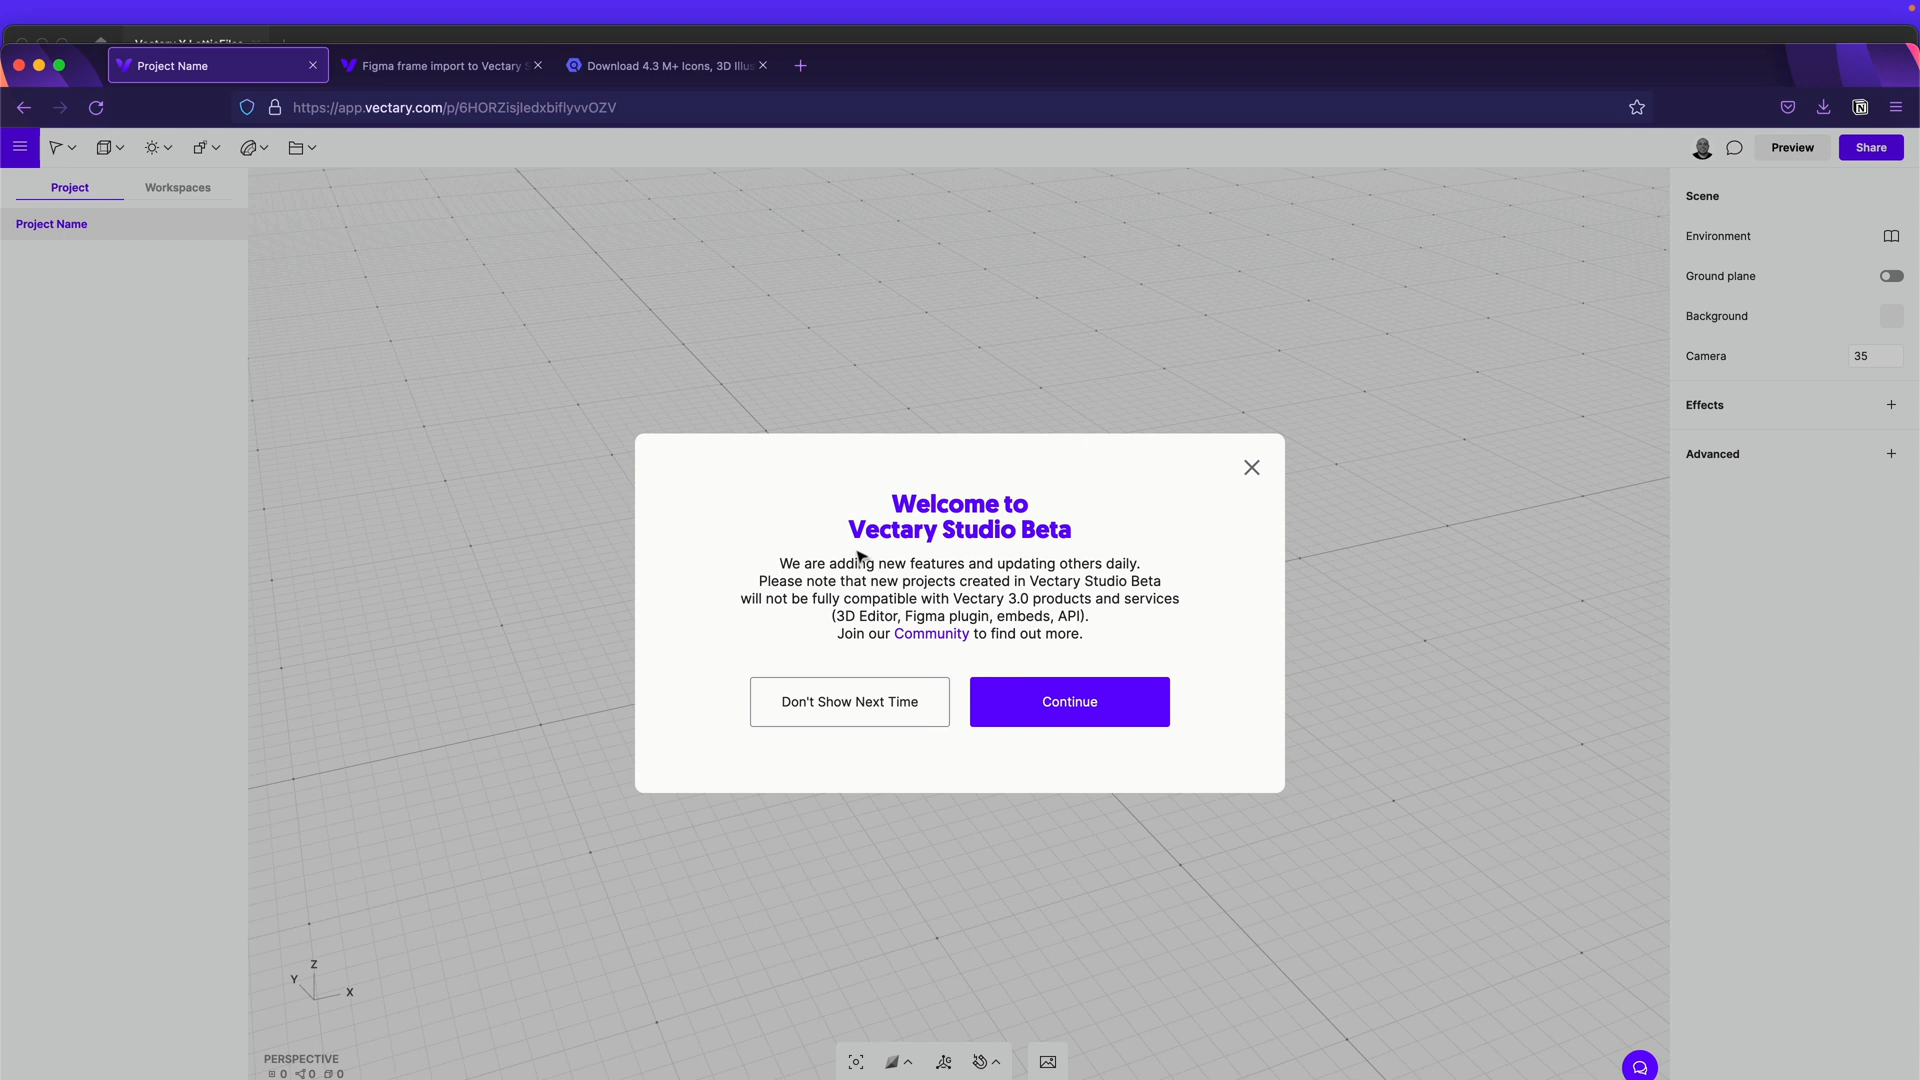 Project Name
Figma frame import to Vectary
Download 4.3 M+ Icons, 3D Illus
https://app.vectary.com/p/6HORZisjledxbiflyvvOZV
Preview
Share
Project
Workspaces
Project Name
Scene
Environment
Ground plane
Background
Camera
35
Effects
Advanced
Welcome to
Vectary Studio Beta
We are adding new features and updating others daily.
Please note that new projects created in Vectary Studio Beta
will not be fully compatible with Vectary 3.0 products and services
(3D Editor, Figma plugin, embeds, API).
Join our Community to find out more.
Don't Show Next Time
Continue
Z
Y
X
PERSPECTIVE
0 0 0